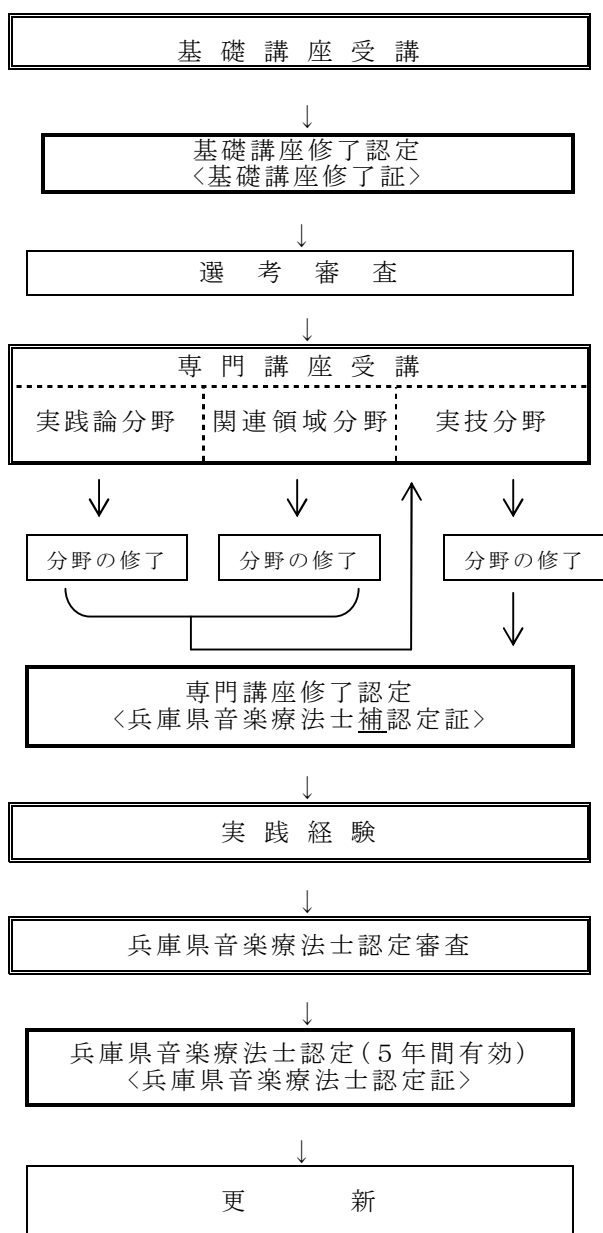 基礎講座受講
↓
基礎講座修了認定
〈基礎講座修了証〉
↓
選考審査
↓
専門講座受講
実践論分野 関連領域分野 実技分野
分野の修了 分野の修了 分野の修了
専門講座修了認定
〈兵庫県音楽療法士補認定証〉
↓
実践経験
↓
兵庫県音楽療法士認定審査
↓
兵庫県音楽療法士認定(5年間有効)
〈兵庫県音楽療法士認定証〉
↓
更新